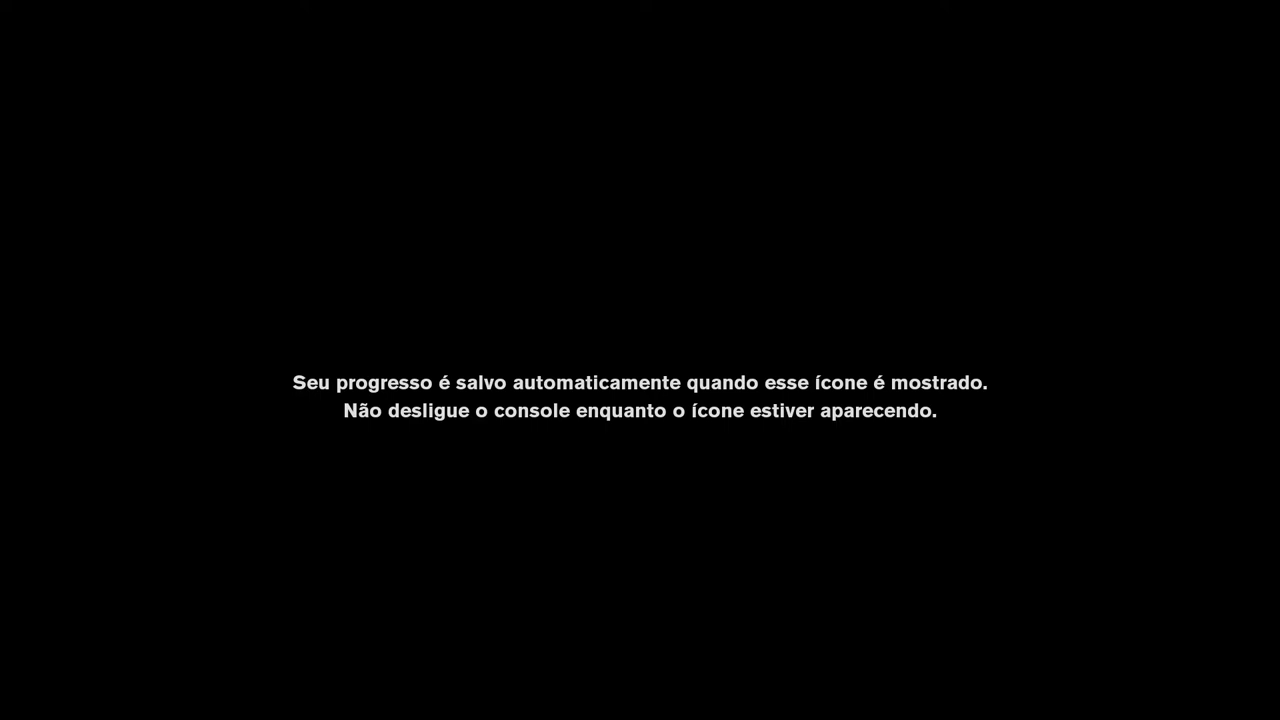 Seu progresso é salvo automaticamente quando esse ícone é mostrado.
Não desligue o console enquanto o ícone estiver aparecendo.